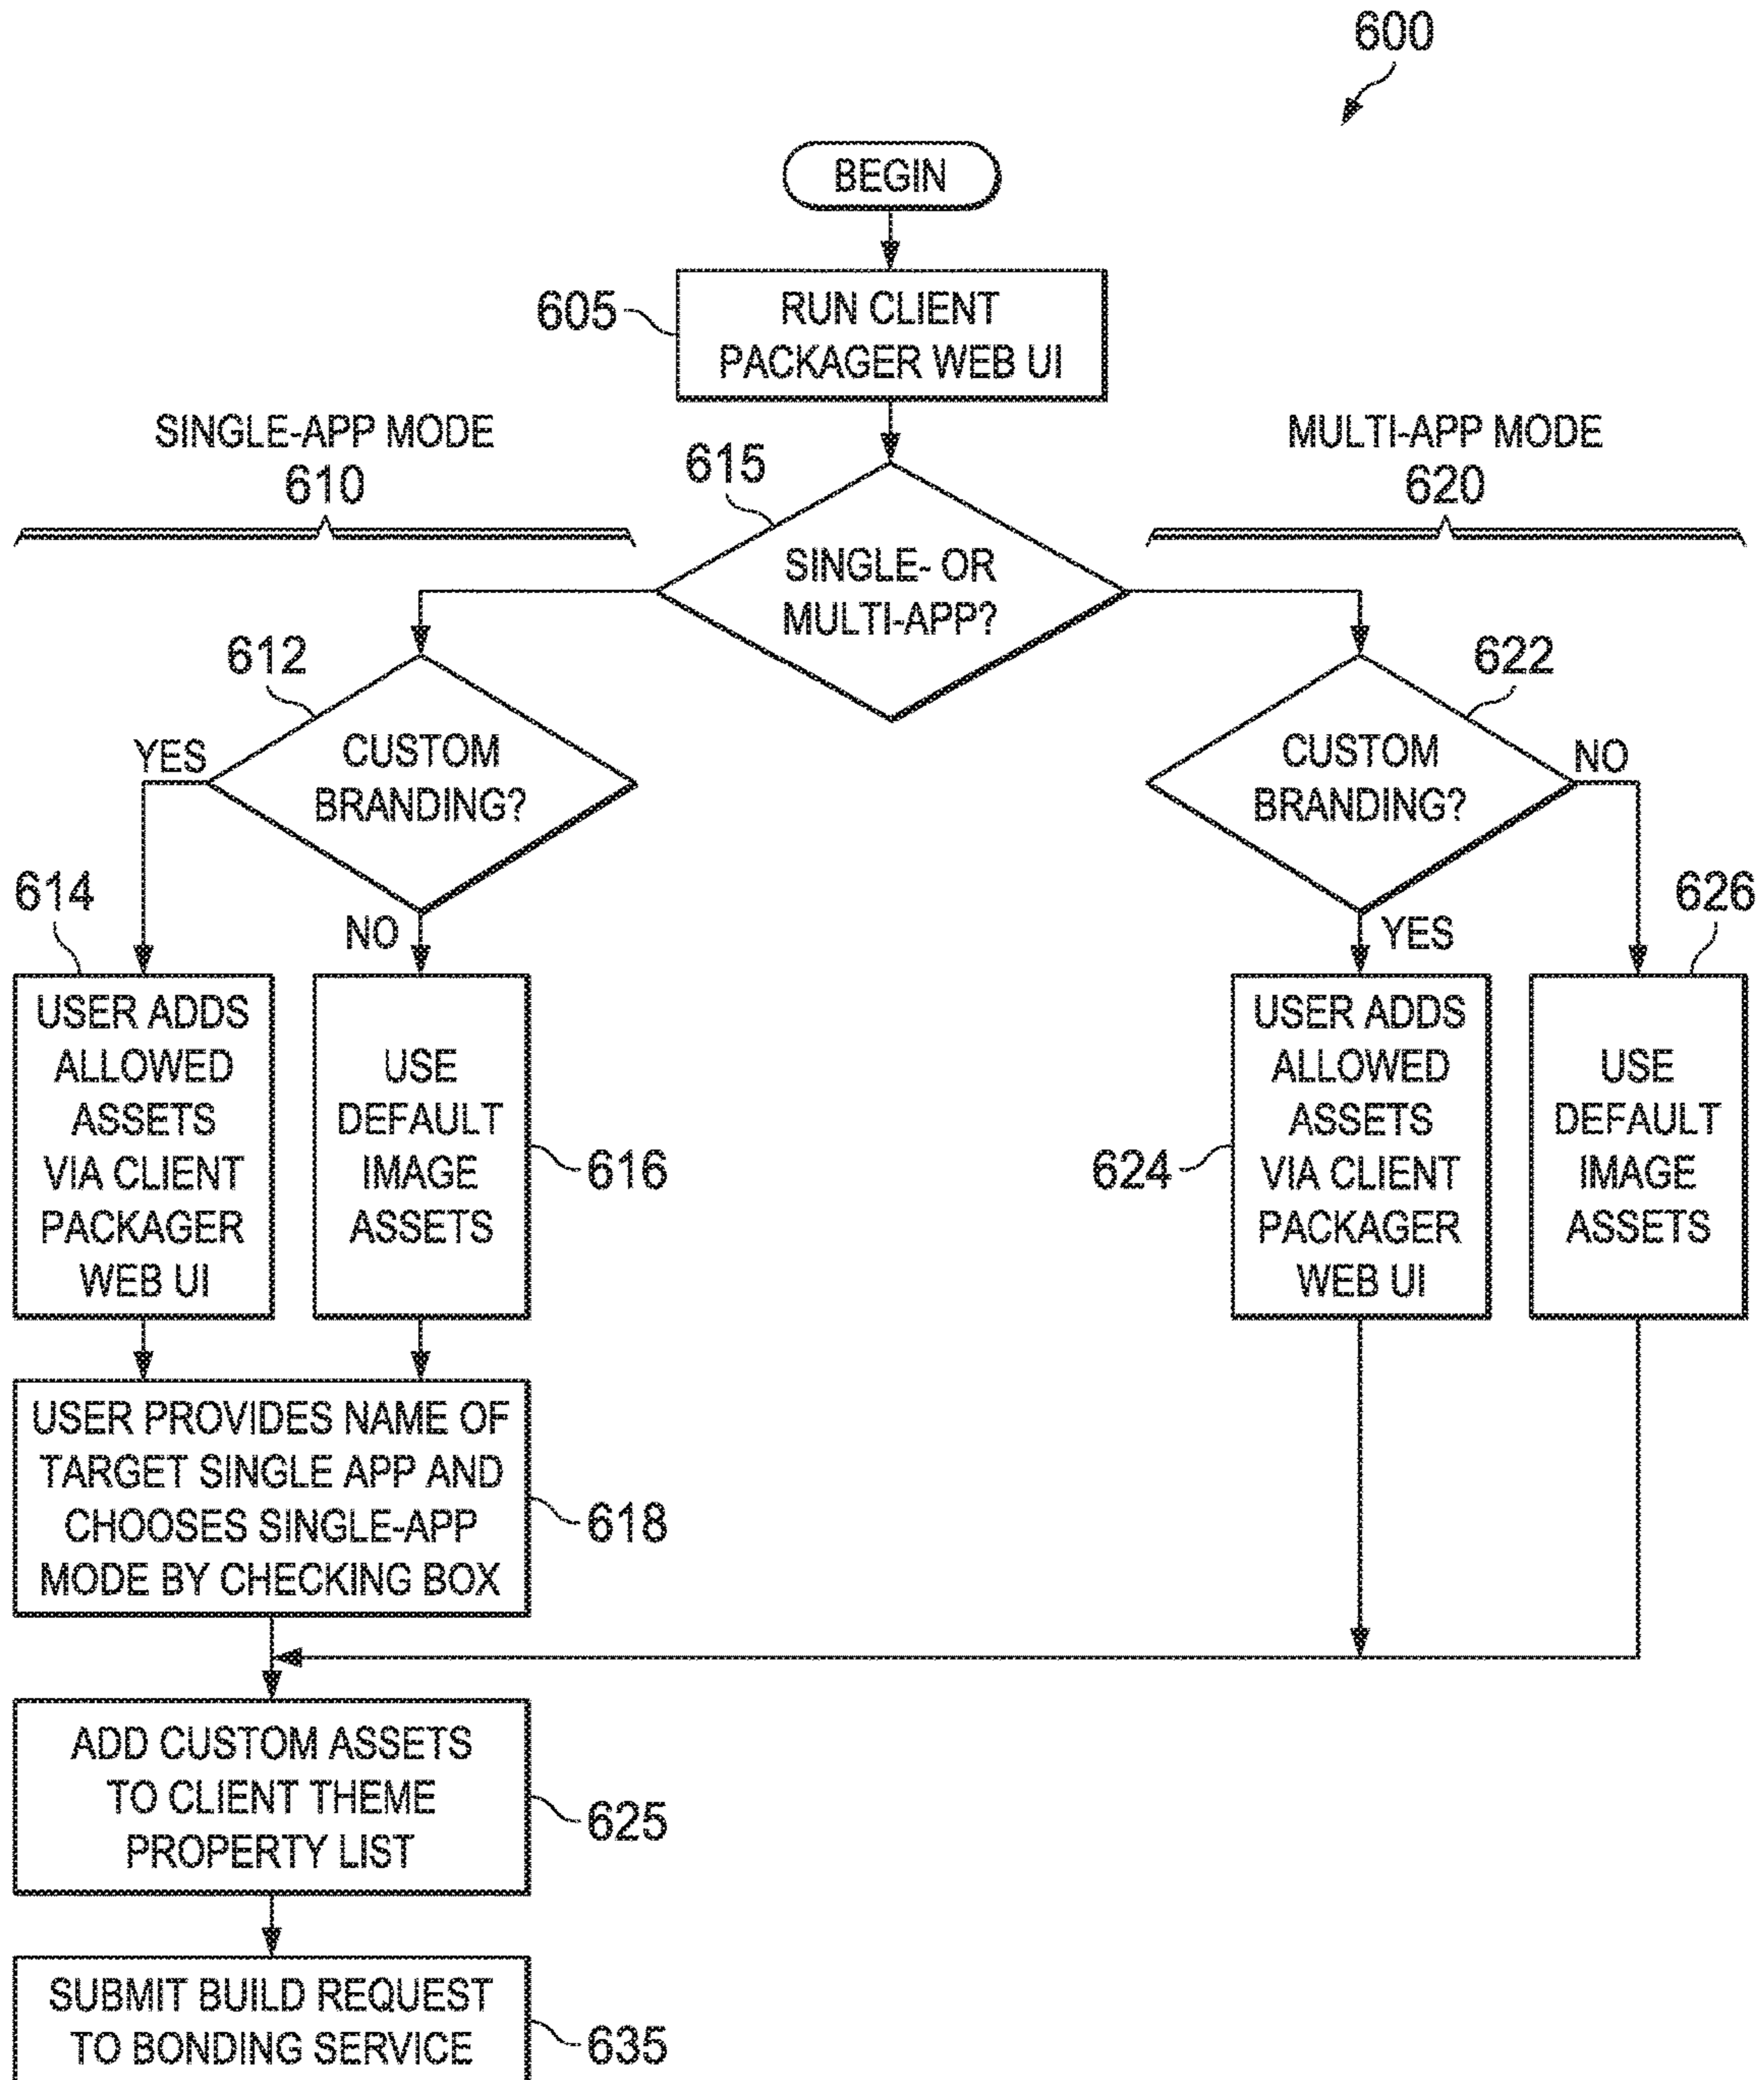 600
BEGIN
605
RUN CLIENT
PACKAGER WEB UI
SINGLE-APP MODE
610
615
MULTI-APP MODE
620
SINGLE- OR
MULTI-APP?
612
YES
CUSTOM
BRANDING?
NO
622
CUSTOM
BRANDING?
NO
YES
614
USER ADDS
ALLOWED
ASSETS
VIA CLIENT
PACKAGER
WEB UI
USE
DEFAULT
IMAGE
ASSETS
616
624
USER ADDS
ALLOWED
ASSETS
VIA CLIENT
PACKAGER
WEB UI
626
USE
DEFAULT
IMAGE
ASSETS
USER PROVIDES NAME OF
TARGET SINGLE APP AND
CHOOSES SINGLE-APP
MODE BY CHECKING BOX
618
ADD CUSTOM ASSETS
TO CLIENT THEME
PROPERTY LIST
625
SUBMIT BUILD REQUEST
TO BONDING SERVICE
635